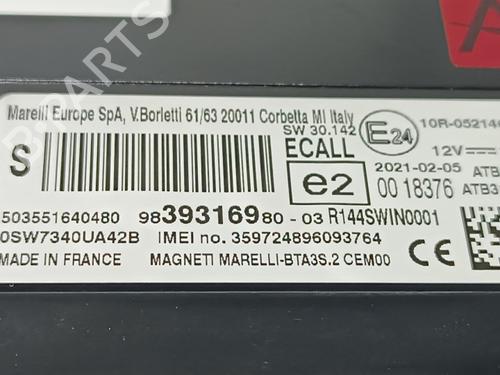 Marelli Europe SpA, V.Borletti 61/63 20011 Corbetta MI Italy
SW 30.142
ECALL
S
E24
10R-05214
12V
2021-02-05 ATB
e2
00 18376 ATB3
503551640480 9839316980-03 R144SWIN0001
0SW7340UA42B IMEI no. 359724896093764
MADE IN FRANCE MAGNETI MARELLI-BTA3S.2 CEM00